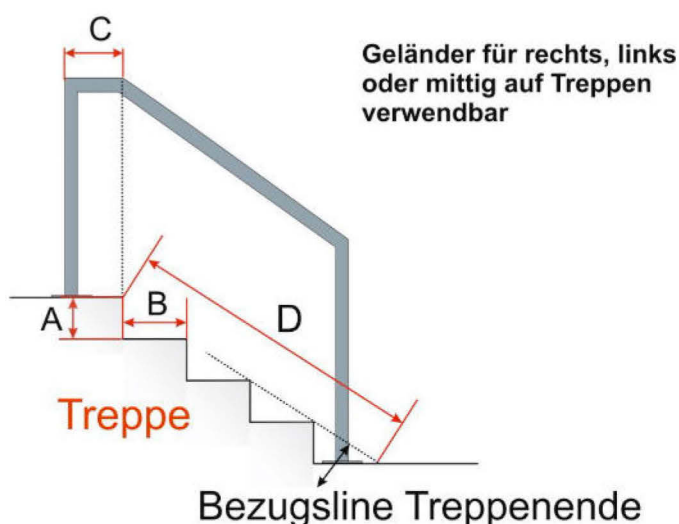 C
Geländer für rechts, links
oder mittig auf Treppen
verwendbar
A
B
D
Treppe
Bezugsline Treppenende